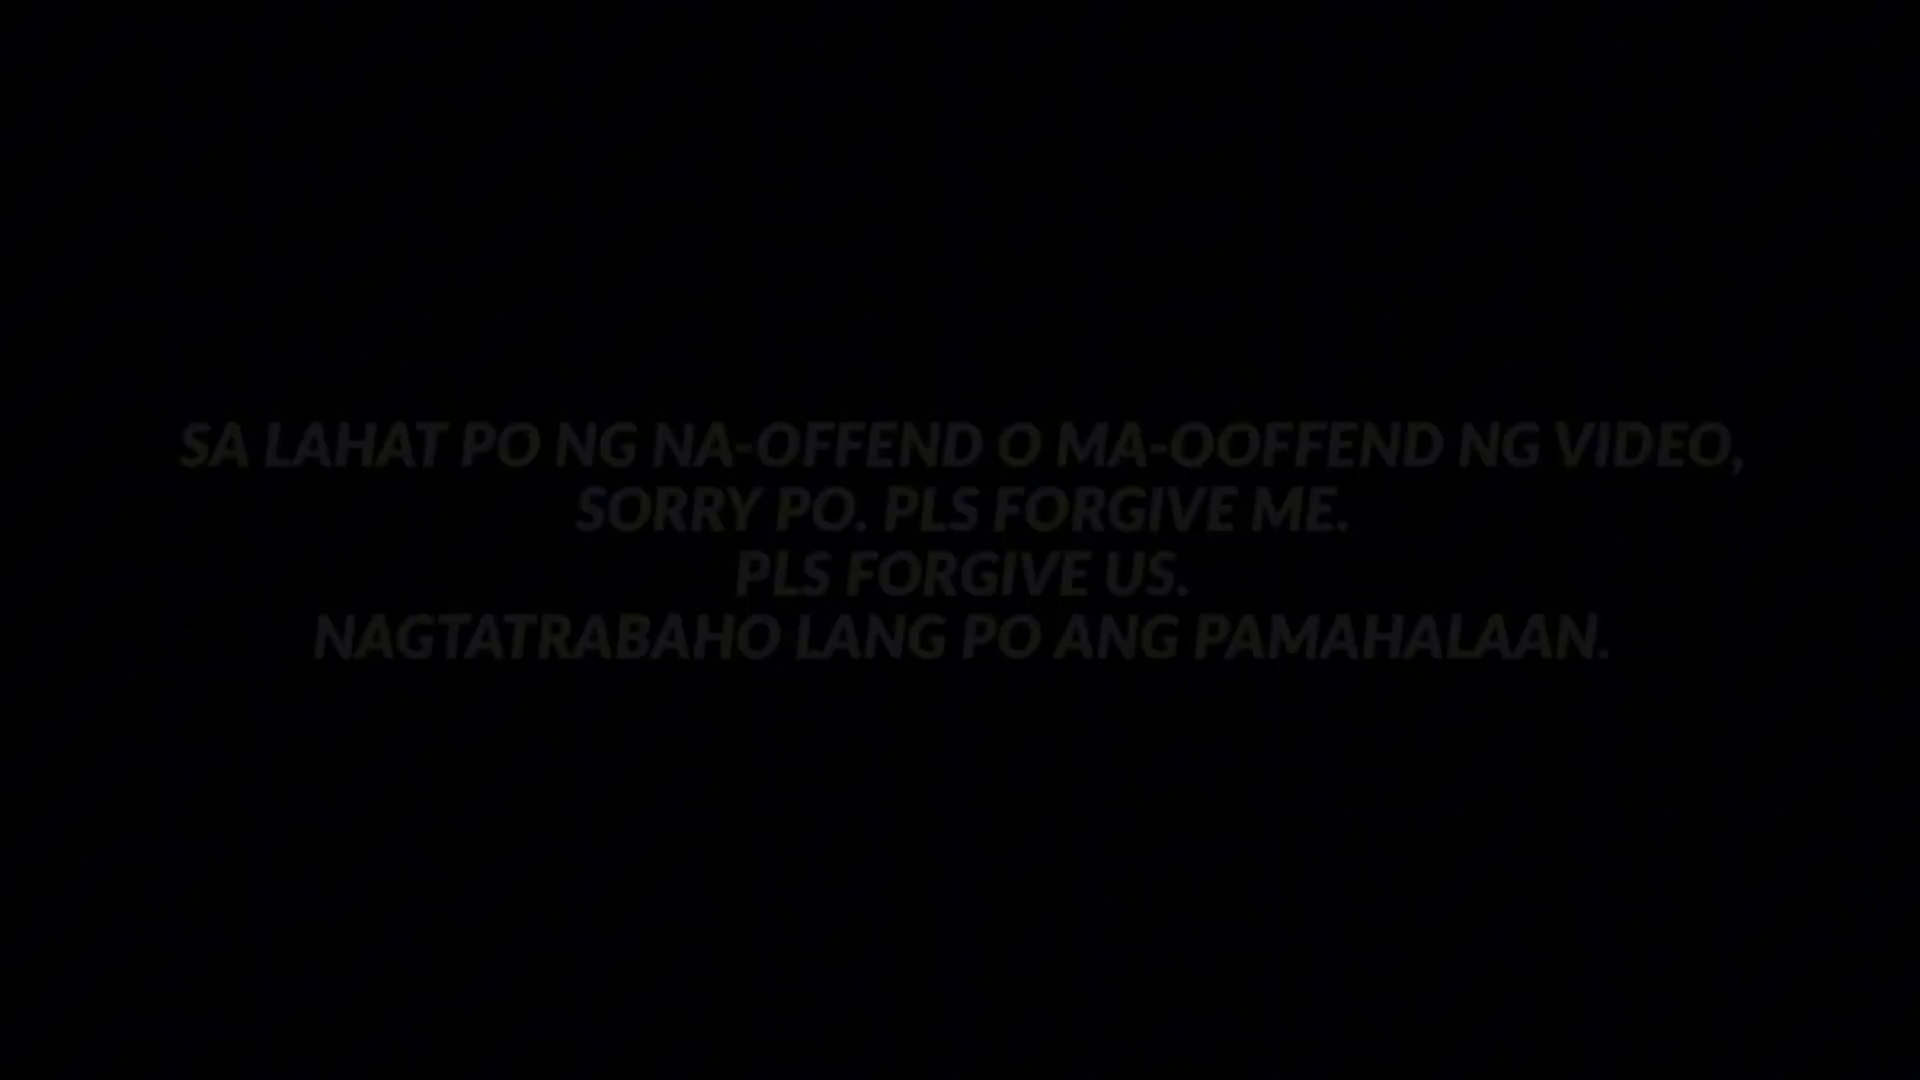 SA LAHAT PO NG NA-OFFEND O MA-OOFFEND NG VIDEO,
SORRY PO. PLS FORGIVE ME.
PLS FORGIVE US.
NAGTATRABAHO LANG PO ANG PAMAHALAAN.